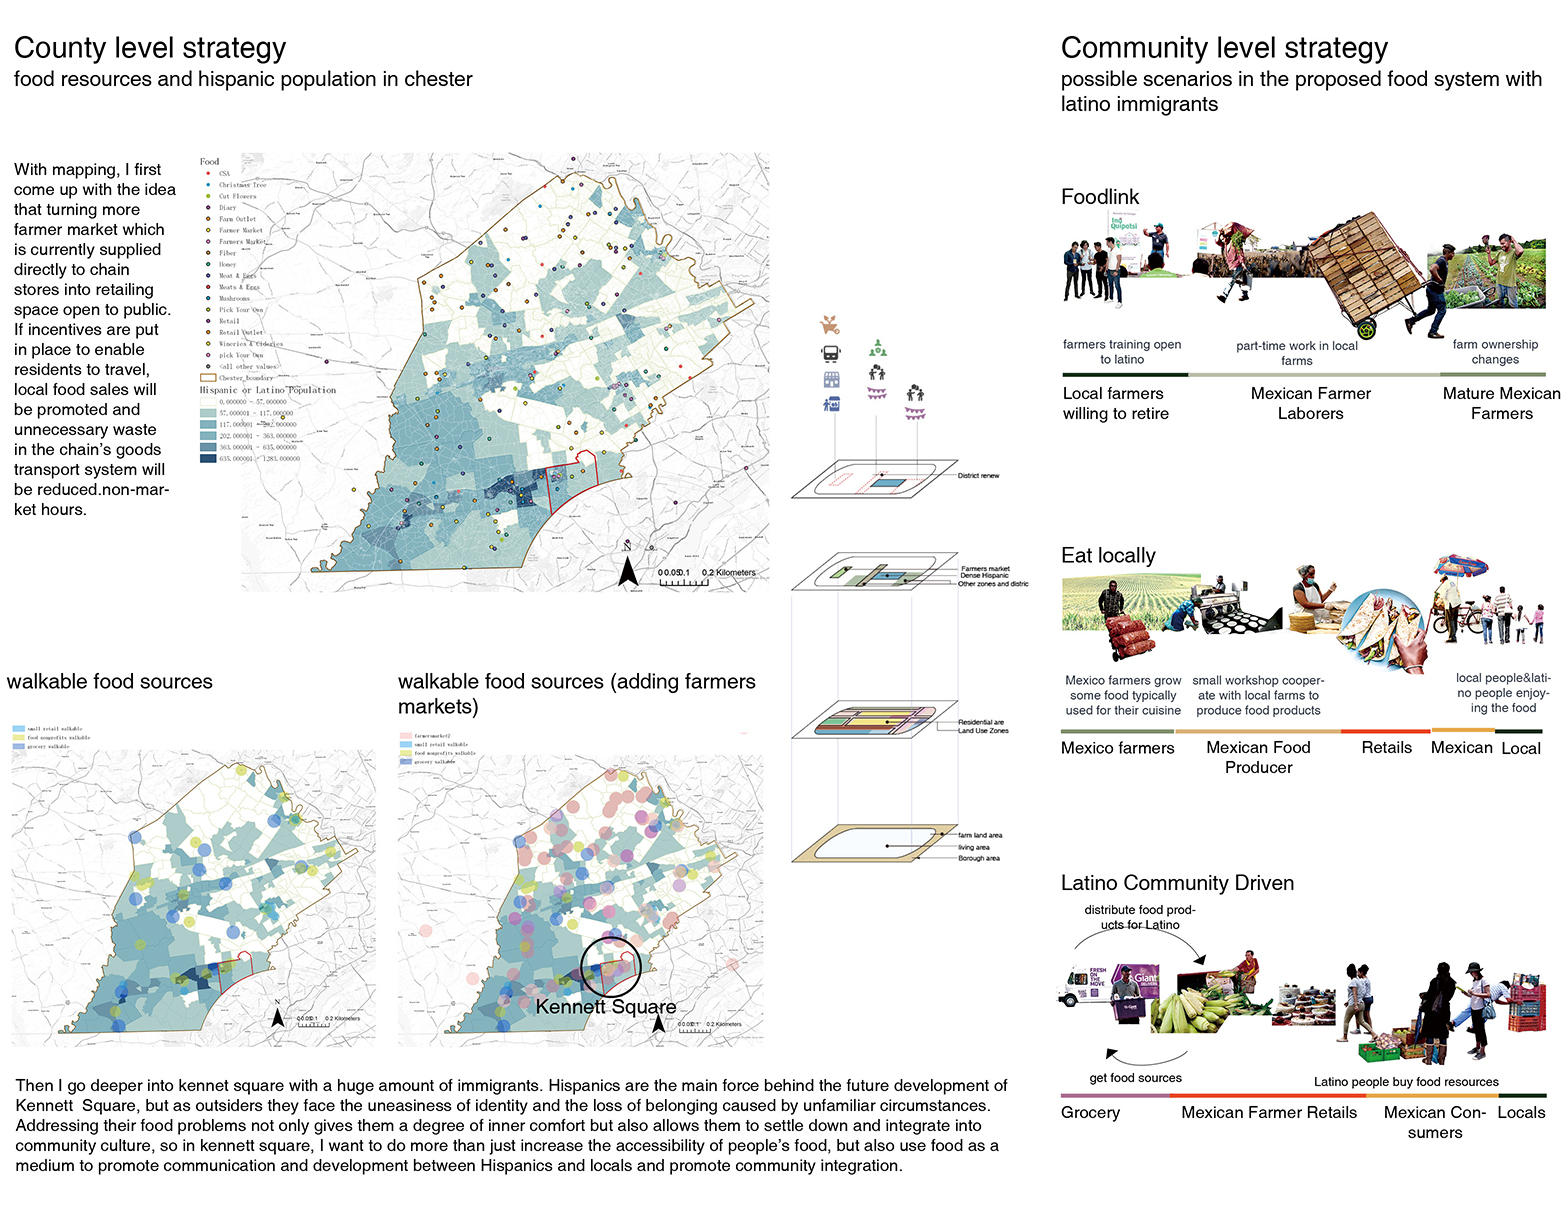 County level strategy
food resources and hispanic population in chester
With mapping, I first
come up with the idea
that turning more
farmer market which
is currently supplied
directly to chain
stores into retailing
space open to public.
If incentives are put
in place to enable
residents to travel,
local food sales will
be promoted and
unnecessary waste
in the chain's goods
transport system will
be reduced.non-mar-
ket hours.
Food
CSA
Christmas Tree
Cut Flowers
Diary
Farm Outlet
Farmer Market
Farmers Market
Fiber
Honey
Meat & Eggs
Meats & Eggs
Mushrooms
Pick Your Own
Retail
Retail Outlet
Wineries & Cideries
pick Your Own
<all other values>
Chester_boundary
Hispanic or Latino Population
0.000000 - 57.000000
57.000001 - 117.000000
117.000001 - 202.000000
202.000001 - 363.000000
363.000001 - 635.000000
635.000001 - 1283.000000
N
0 0.05 0.1 0.2 Kilometers
District renew
Farmers market
Dense Hispanic
Other zones and distric
Residential are
Land Use Zones
farm land area
living area
Borough area
walkable food sources
small retail walkable
food nonprofits walkable
grocery walkable
N
0 0.05 0.1 0.2 Kilometers
walkable food sources (adding farmers
markets)
farmersmarket2
small retail walkable
food nonprofits walkable
grocery walkable
Kennett Square
0 0.05 0.1 0.2 Kilometers
Then I go deeper into kennet square with a huge amount of immigrants. Hispanics are the main force behind the future development of
Kennett Square, but as outsiders they face the uneasiness of identity and the loss of belonging caused by unfamiliar circumstances.
Addressing their food problems not only gives them a degree of inner comfort but also allows them to settle down and integrate into
community culture, so in kennett square, I want to do more than just increase the accessibility of people's food, but also use food as a
medium to promote communication and development between Hispanics and locals and promote community integration.
Community level strategy
possible scenarios in the proposed food system with
latino immigrants
Foodlink
Quipotsi
farmers training open
to latino
part-time work in local
farms
farm ownership
changes
Local farmers
willing to retire
Mexican Farmer
Laborers
Mature Mexican
Farmers
Eat locally
Mexico farmers grow
some food typically
used for their cuisine
small workshop cooper-
ate with local farms to
produce food products
local people&lati-
no people enjoy-
ing the food
Mexico farmers
Mexican Food
Producer
Retails
Mexican
Local
Latino Community Driven
distribute food prod-
ucts for Latino
FRESH
ON THE
MOVE
Giant
get food sources
Latino people buy food resources
Grocery
Mexican Farmer Retails
Mexican Con-
sumers
Locals